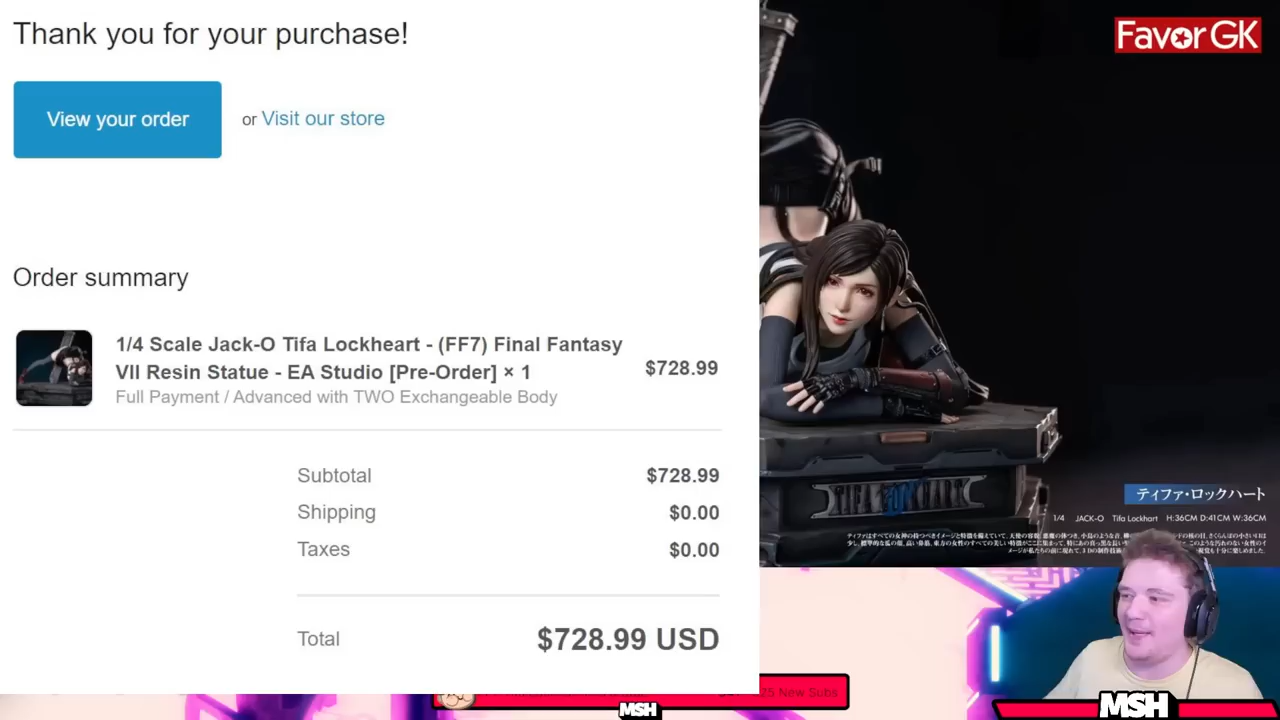 Thank you for your purchase!
View your order
or Visit our store
Order summary
1/4 Scale Jack-O Tifa Lockheart - (FF7) Final Fantasy
VII Resin Statue - EA Studio [Pre-Order] × 1
$728.99
Full Payment / Advanced with TWO Exchangeable Body
Subtotal
$728.99
Shipping
$0.00
Taxes
$0.00
Total
$728.99 USD
FavorGK
ティファ・ロックハート
1/4 JACK-O Tifa Lockhart H:36CM D:41CM W:36CM
New Subs
MSH
MSH